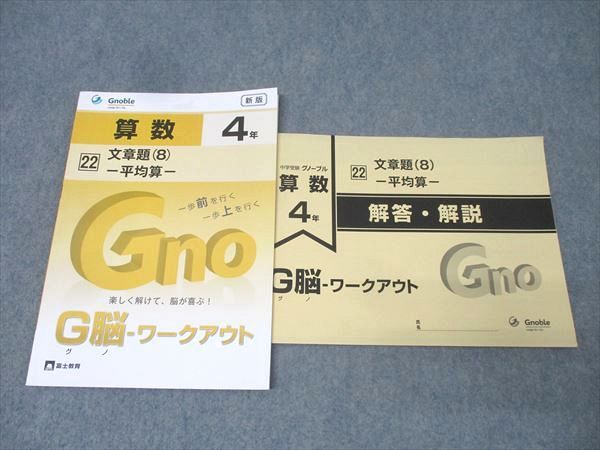 Gnoble
新版
算数 4年
22 文章題(8)
ー平均算ー
一歩前を行く
一歩上を行く
Gno
楽しく解けて、脳が喜ぶ!
G脳-ワークアウト
グノ
富士教育
中学受験 グノーブル
算数
4年
22 文章題(8)
ー平均算ー
解答・解説
Gno
G脳-ワークアウト
グノ
氏名
Gnoble